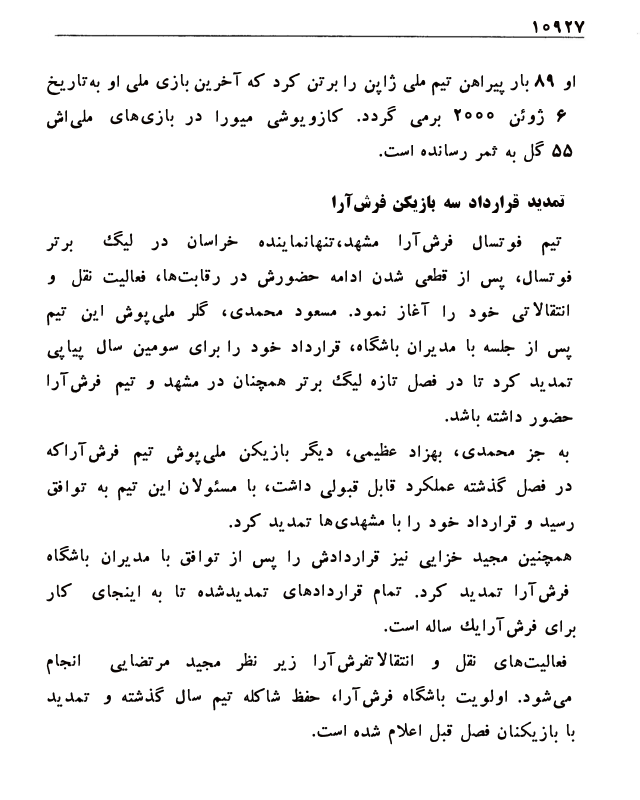 ۱۰۹۲۷
او ۸۹ بار پیراهن تیم ملی ژاپن را برتن کرد که آخرین بازی ملی او به‌تاریخ
۶ ژوئن ۲۰۰۰ برمی گردد. کازویوشی میورا در بازی‌های ملی‌اش
۵۵ گل به ثمر رسانده است.
تمدید قرارداد سه بازیکن فرش‌آرا
تیم فوتسال فرش‌آرا مشهد،تنهانماینده خراسان در لیگ برتر
فوتسال، پس از قطعی شدن ادامه حضورش در رقابت‌ها، فعالیت نقل و
انتقالاتی خود را آغاز نمود. مسعود محمدی، گلر ملی‌پوش این تیم
پس از جلسه با مدیران باشگاه، قرارداد خود را برای سومین سال پیاپی
تمدید کرد تا در فصل تازه لیگ برتر همچنان در مشهد و تیم فرش‌آرا
حضور داشته باشد.
به جز محمدی، بهزاد عظیمی، دیگر بازیکن ملی‌پوش تیم فرش‌آراکه
در فصل گذشته عملکرد قابل قبولی داشت، با مسئولان این تیم به توافق
رسید و قرارداد خود را با مشهدی‌ها تمدید کرد.
همچنین مجید خزایی نیز قراردادش را پس از توافق با مدیران باشگاه
فرش‌آرا تمدید کرد. تمام قراردادهای تمدیدشده تا به اینجای کار
برای فرش‌آرایك ساله است.
فعالیت‌های نقل و انتقالاتفرش‌آرا زیر نظر مجید مرتضایی انجام
می‌شود. اولویت باشگاه فرش‌آرا، حفظ شاکله تیم سال گذشته و تمدید
با بازیکنان فصل قبل اعلام شده است.